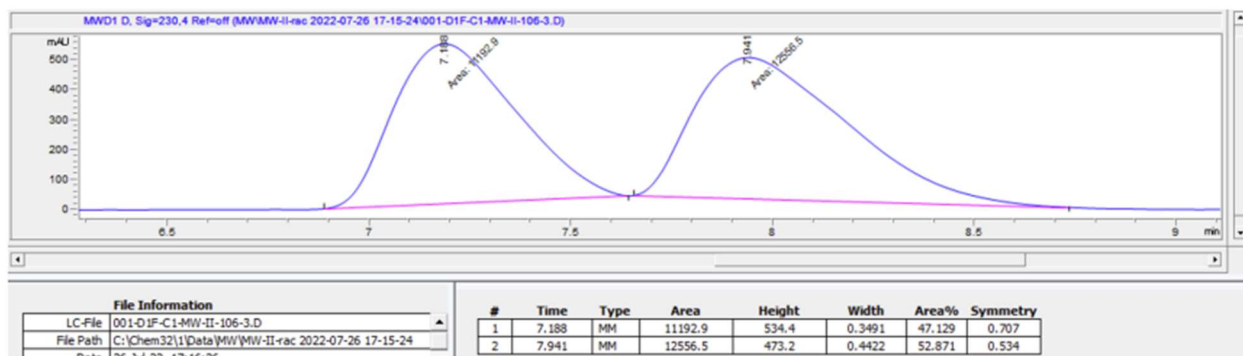 MWD1 D, Sig=230,4 Ref=off (MW\MW-II-rac 2022-07-26 17-15-24\001-D1F-C1-MW-II-106-3.D)
mAU
500
400
300
200
100
0
7.188
Area: 11192.9
7.941
Area: 12556.5
6.5 7 7.5 8 8.5 9 min
File Information
LC-File 001-D1F-C1-MW-II-106-3.D
File Path C:\Chem32\1\Data\MW\MW-II-rac 2022-07-26 17-15-24
# Time Type Area Height Width Area% Symmetry
1 7.188 MM 11192.9 534.4 0.3491 47.129 0.707
2 7.941 MM 12556.5 473.2 0.4422 52.871 0.534